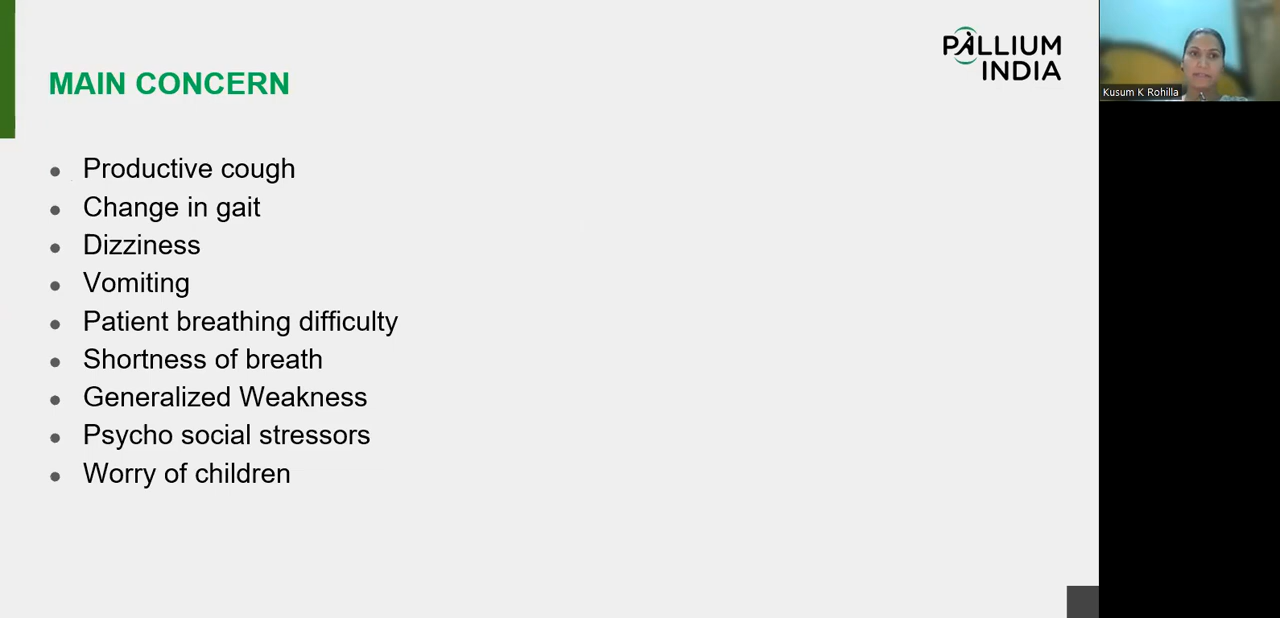 PALLIUM
INDIA
MAIN CONCERN
Kusum K Rohilla
● Productive cough
● Change in gait
● Dizziness
● Vomiting
● Patient breathing difficulty
● Shortness of breath
● Generalized Weakness
● Psycho social stressors
● Worry of children